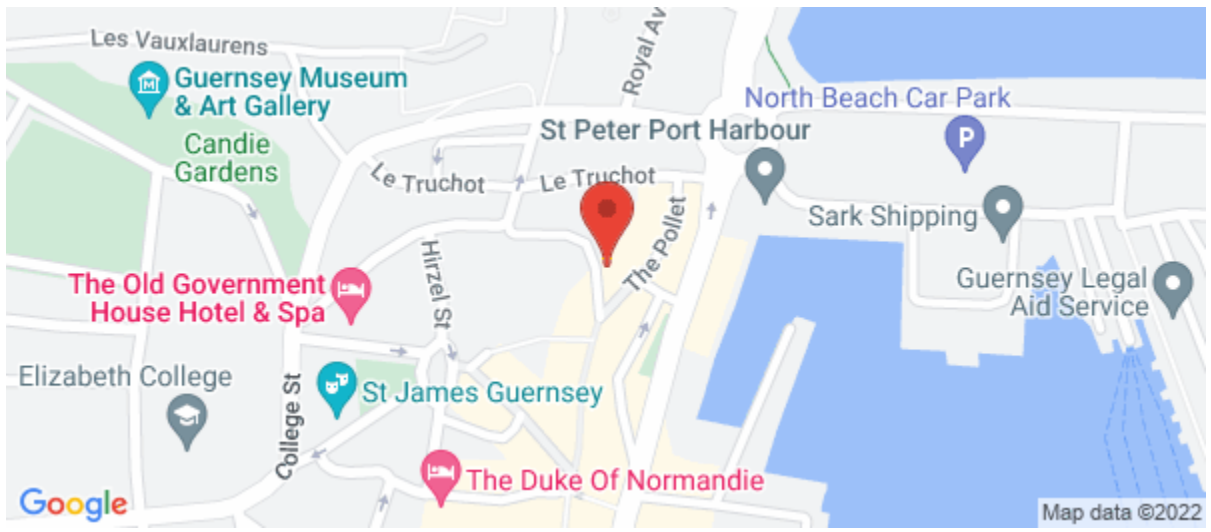 Les Vauxlaurens
Guernsey Museum
& Art Gallery
Candie
Gardens
Royal Av
North Beach Car Park
P
St Peter Port Harbour
Le Truchot
Le Truchot
Sark Shipping
The Pollet
Hirzel St
The Old Government
House Hotel & Spa
Guernsey Legal
Aid Service
Elizabeth College
St James Guernsey
College St
The Duke Of Normandie
Google
Map data ©2022